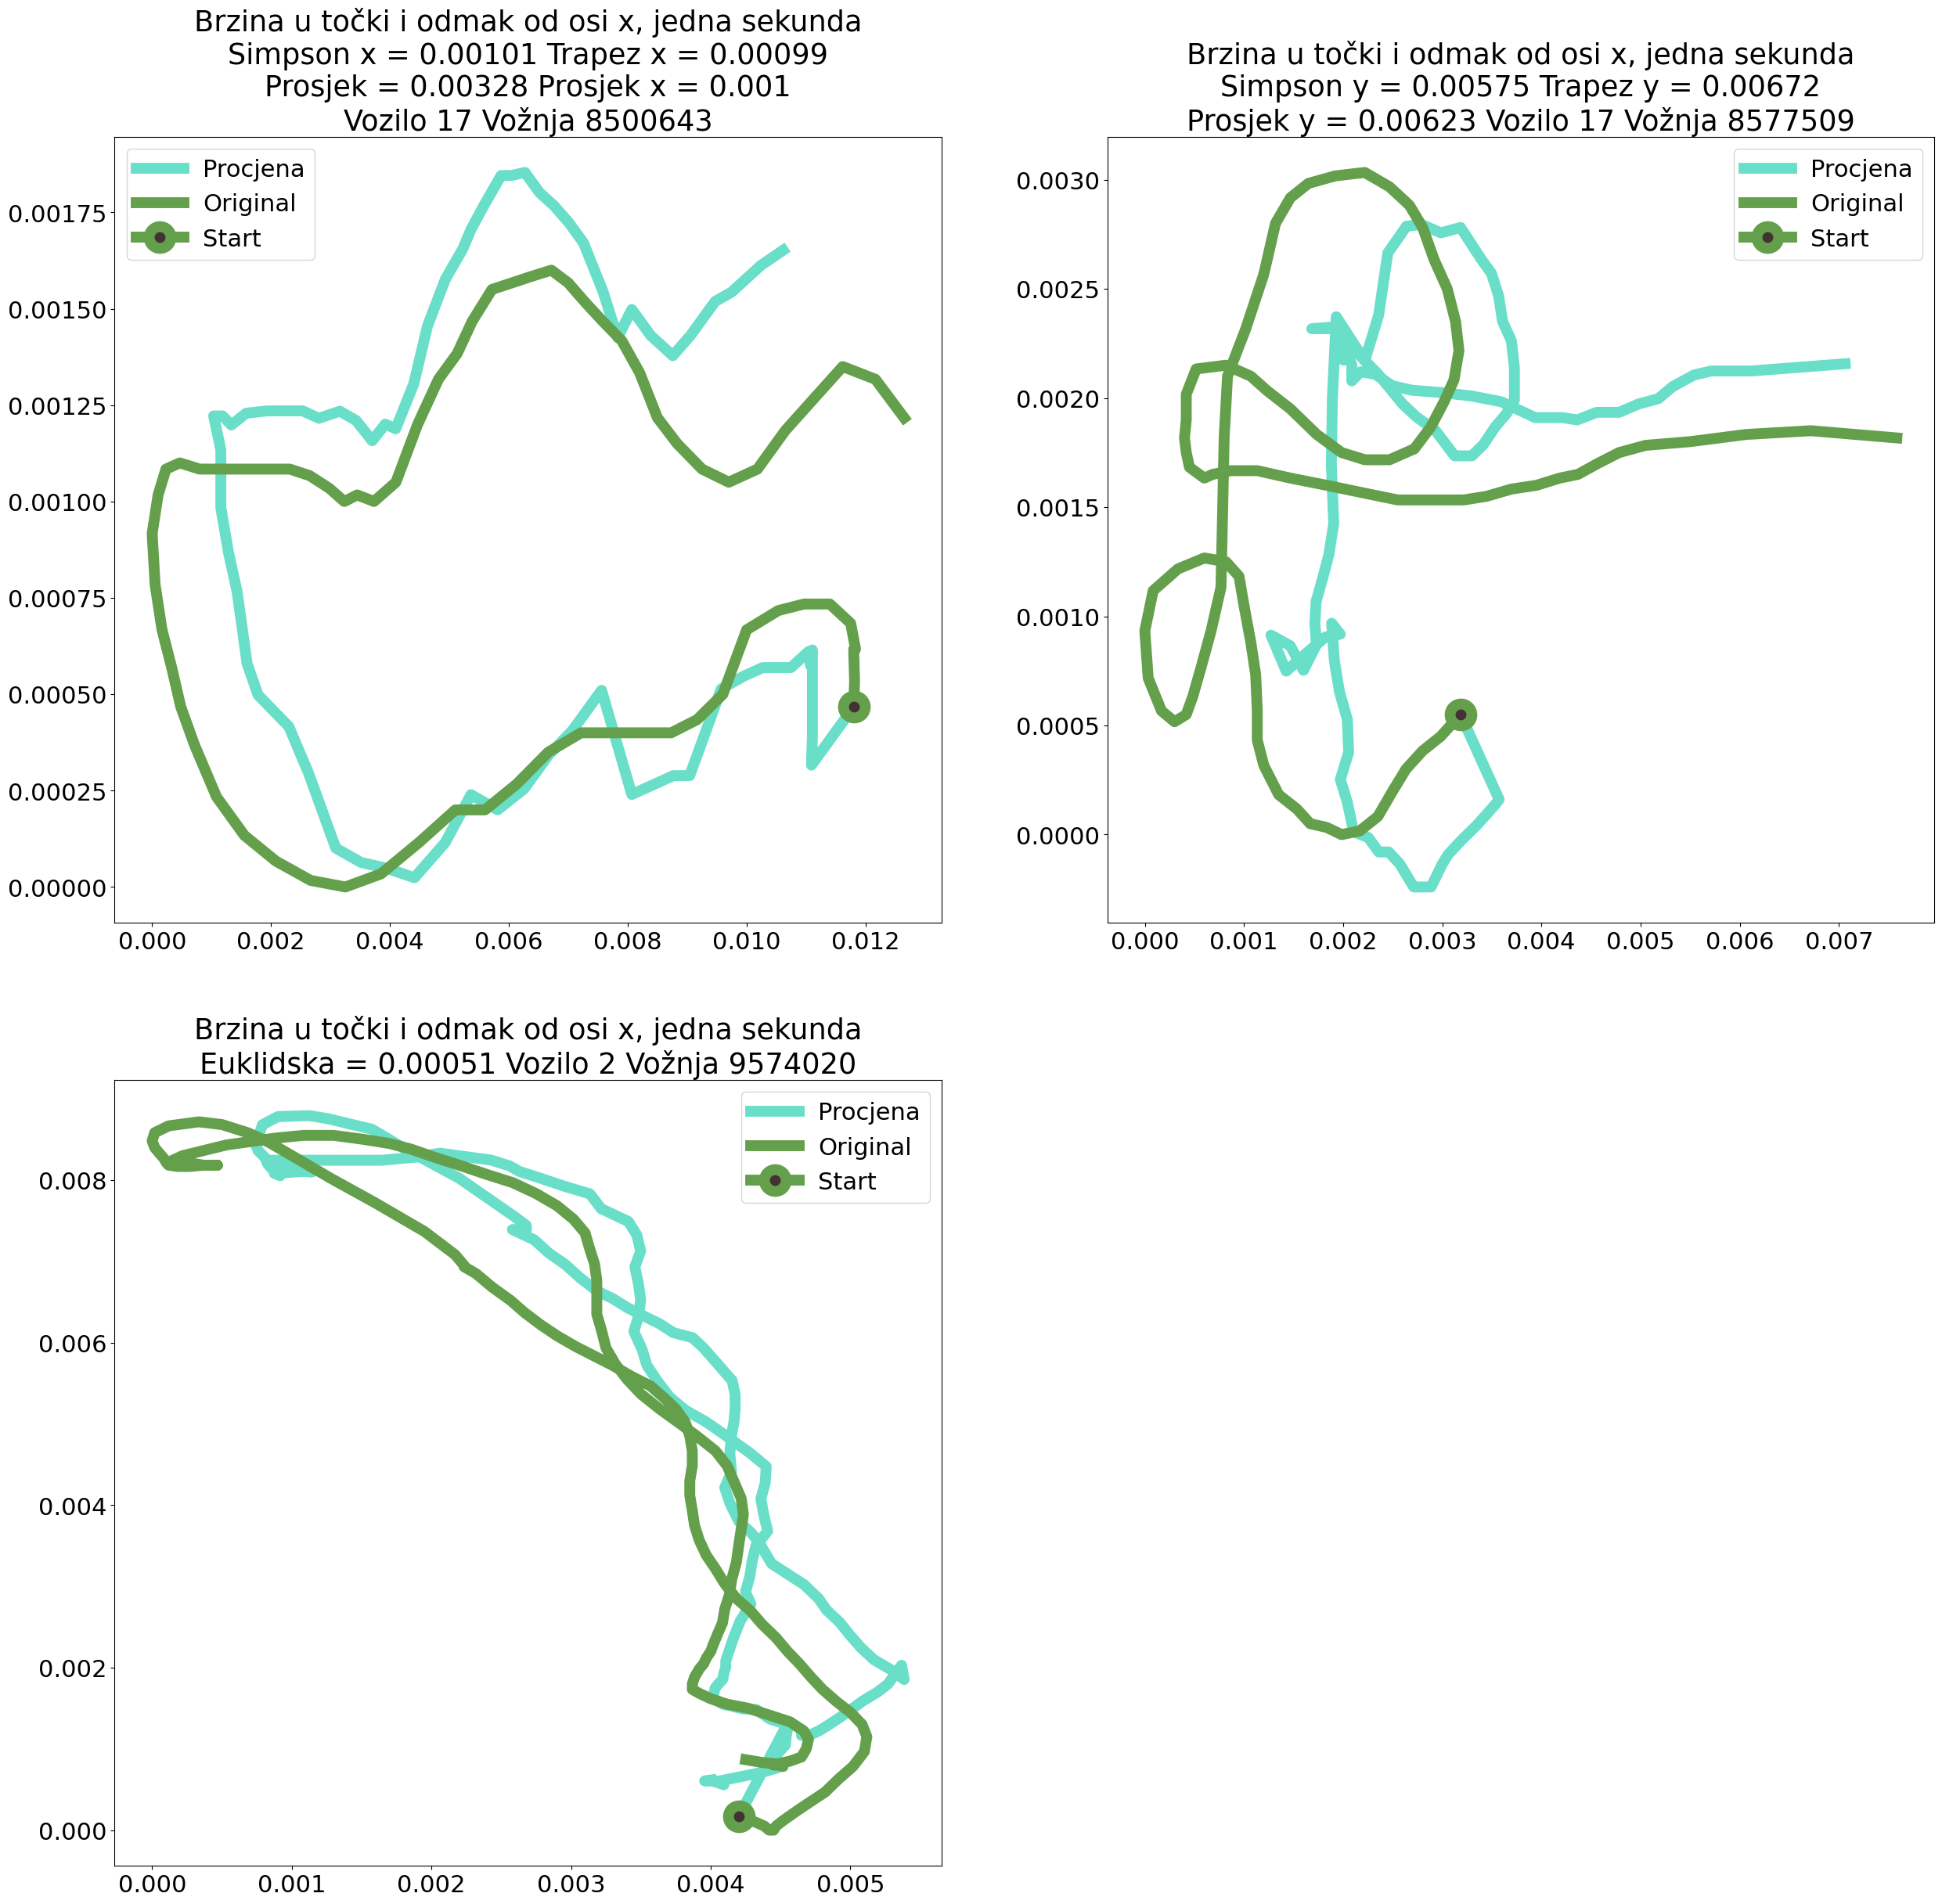 Brzina u točki i odmak od osi x, jedna sekunda
Simpson x = 0.00101 Trapez x = 0.00099
Prosjek = 0.00328 Prosjek x = 0.001
Vozilo 17 Vožnja 8500643
Procjena
Original
Start
0.00175
0.00150
0.00125
0.00100
0.00075
0.00050
0.00025
0.00000
0.000 0.002 0.004 0.006 0.008 0.010 0.012
Brzina u točki i odmak od osi x, jedna sekunda
Simpson y = 0.00575 Trapez y = 0.00672
Prosjek y = 0.00623 Vozilo 17 Vožnja 8577509
Procjena
Original
Start
0.0030
0.0025
0.0020
0.0015
0.0010
0.0005
0.0000
0.000 0.001 0.002 0.003 0.004 0.005 0.006 0.007
Brzina u točki i odmak od osi x, jedna sekunda
Euklidska = 0.00051 Vozilo 2 Vožnja 9574020
Procjena
Original
Start
0.008
0.006
0.004
0.002
0.000
0.000 0.001 0.002 0.003 0.004 0.005